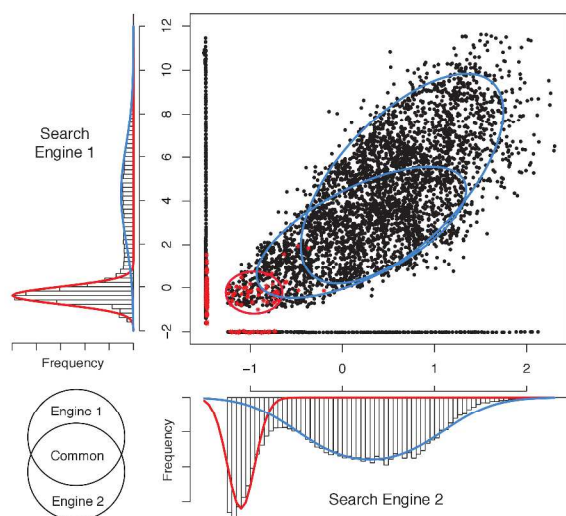 12
10
8
6
4
2
0
−2
Search
Engine 1
Frequency
−1
0
1
2
Engine 1
Common
Engine 2
Frequency
Search Engine 2